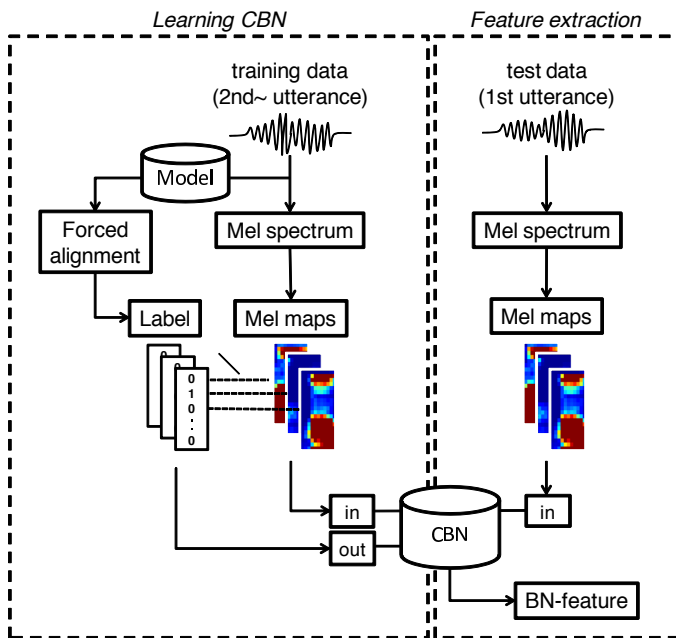 Learning CBN
Feature extraction
training data
(2nd~ utterance)
test data
(1st utterance)
Model
Forced
alignment
Mel spectrum
Mel spectrum
Label
Mel maps
Mel maps
0
1
0
.
.
0
in
out
CBN
in
BN-feature